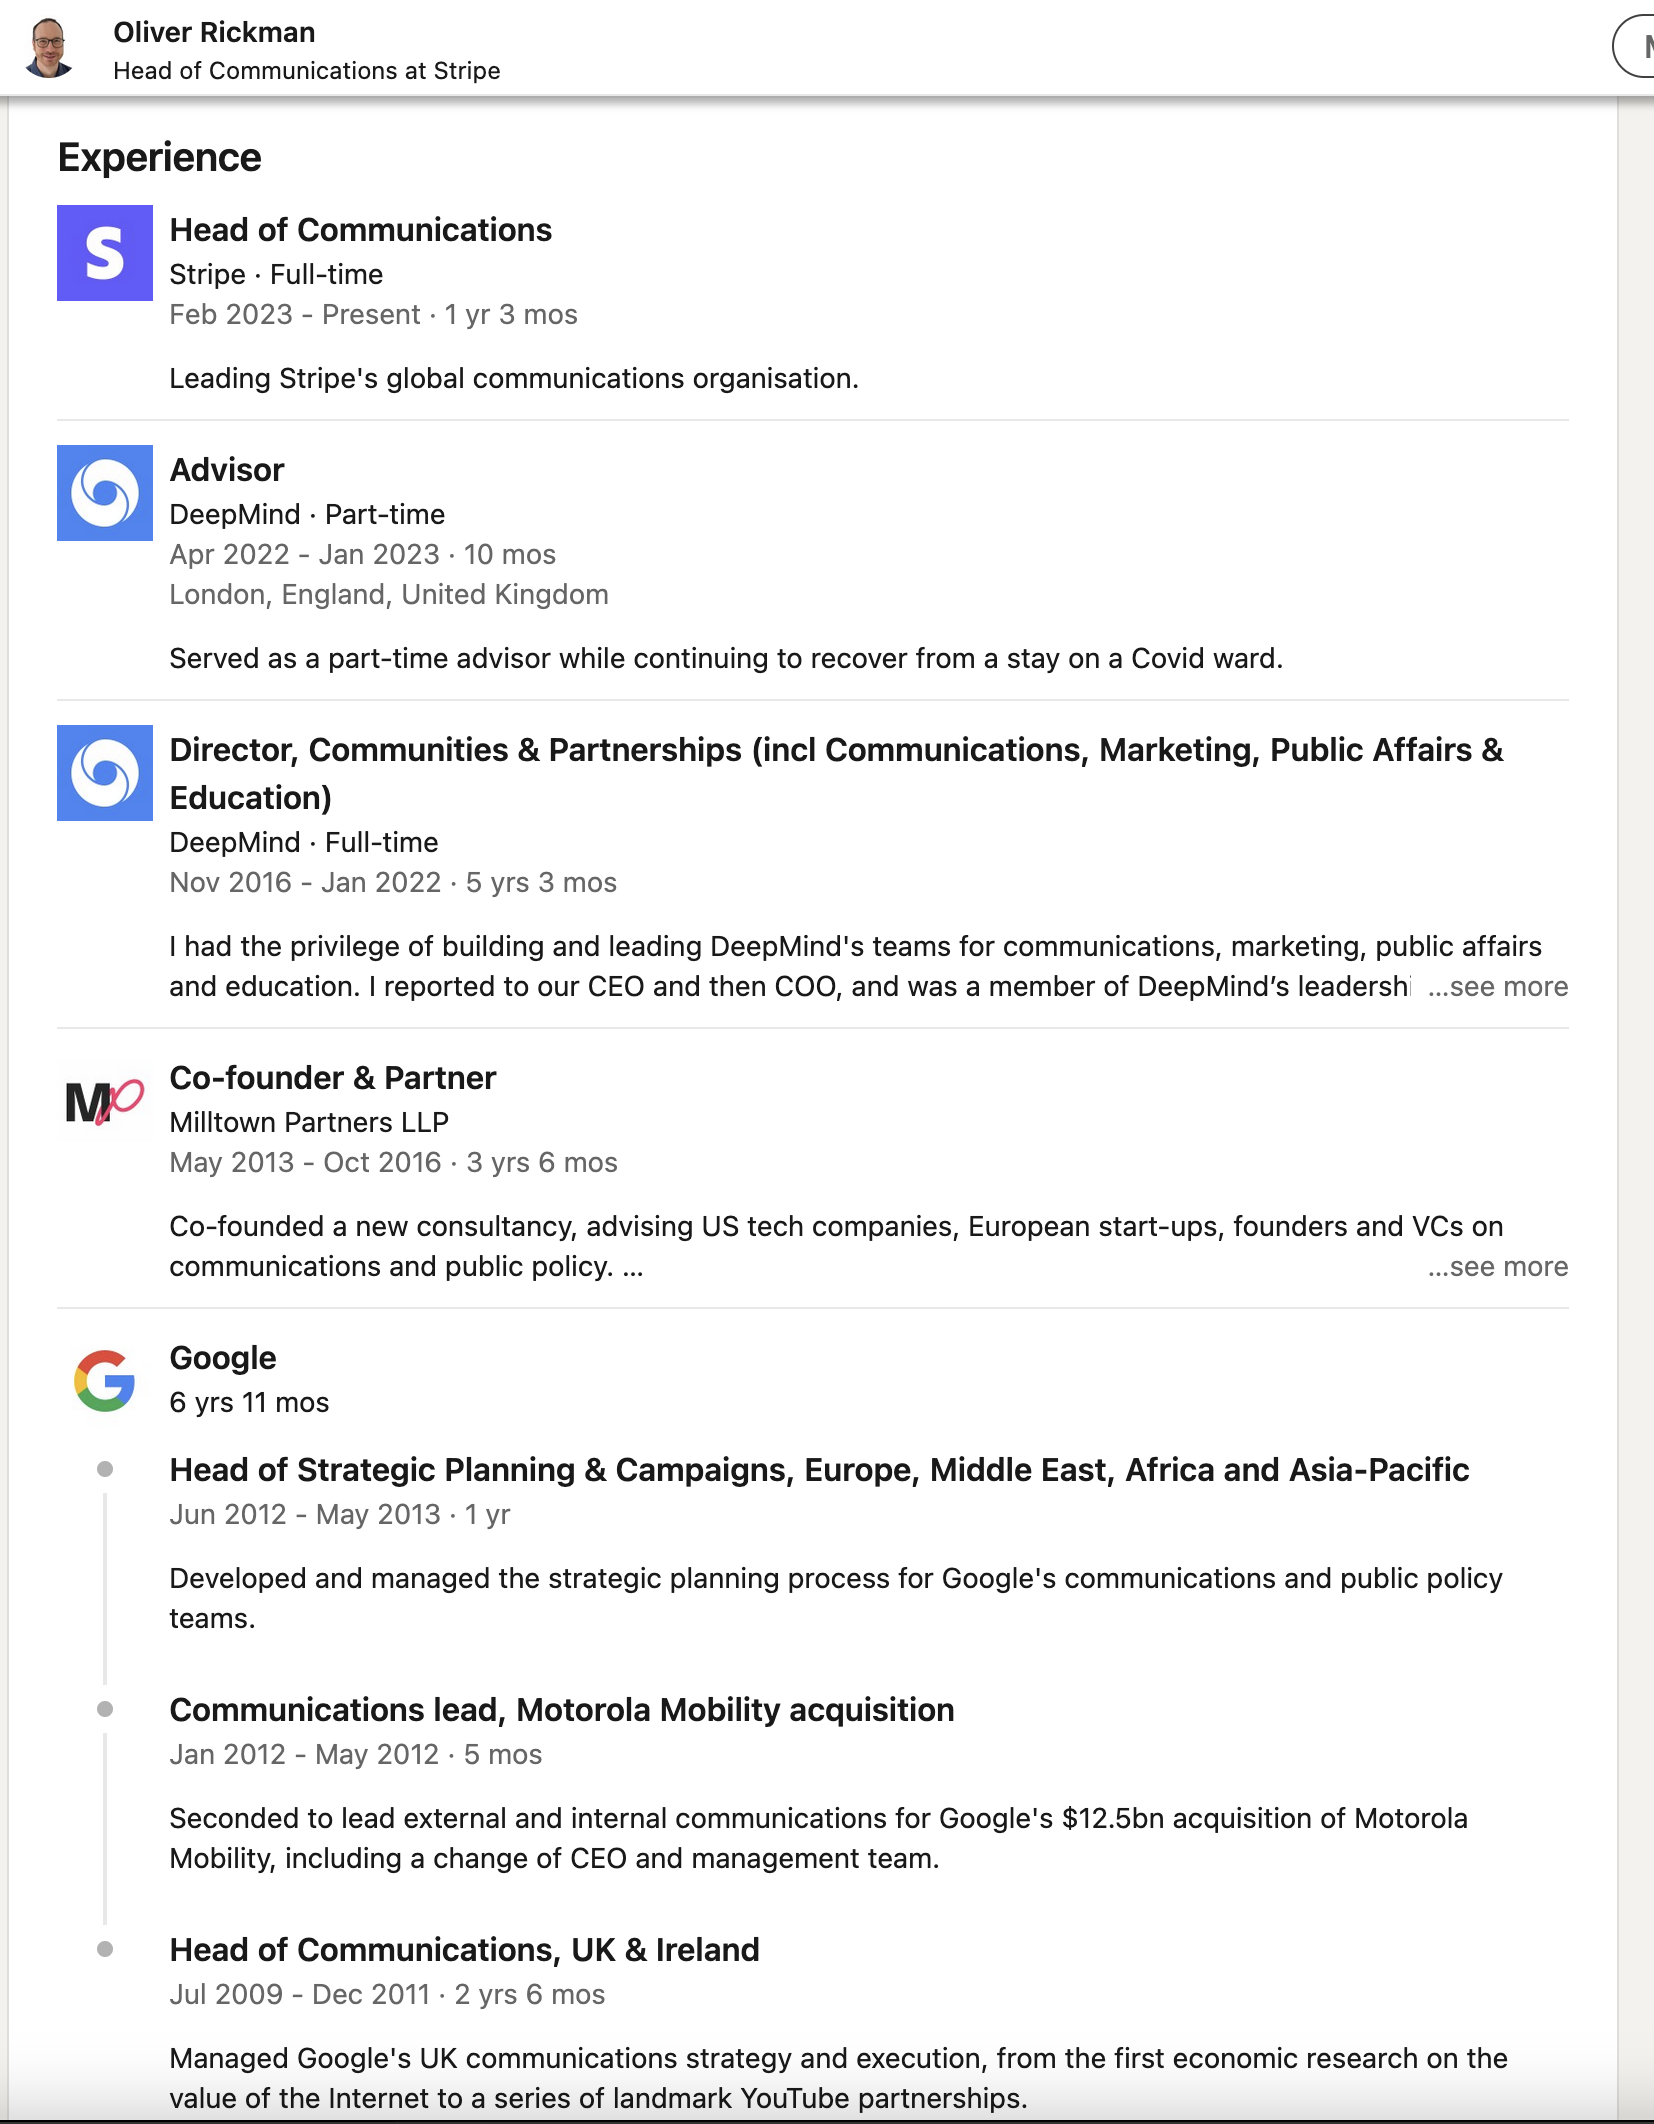 Oliver Rickman
Head of Communications at Stripe
Experience
S
Head of Communications
Stripe · Full-time
Feb 2023 - Present · 1 yr 3 mos
Leading Stripe's global communications organisation.
Advisor
DeepMind · Part-time
Apr 2022 - Jan 2023 · 10 mos
London, England, United Kingdom
Served as a part-time advisor while continuing to recover from a stay on a Covid ward.
Director, Communities & Partnerships (incl Communications, Marketing, Public Affairs &
Education)
DeepMind · Full-time
Nov 2016 - Jan 2022 · 5 yrs 3 mos
I had the privilege of building and leading DeepMind's teams for communications, marketing, public affairs
and education. I reported to our CEO and then COO, and was a member of DeepMind’s leadershi ...see more
MP
Co-founder & Partner
Milltown Partners LLP
May 2013 - Oct 2016 · 3 yrs 6 mos
Co-founded a new consultancy, advising US tech companies, European start-ups, founders and VCs on
communications and public policy. ... ...see more
G
Google
6 yrs 11 mos
Head of Strategic Planning & Campaigns, Europe, Middle East, Africa and Asia-Pacific
Jun 2012 - May 2013 · 1 yr
Developed and managed the strategic planning process for Google's communications and public policy
teams.
Communications lead, Motorola Mobility acquisition
Jan 2012 - May 2012 · 5 mos
Seconded to lead external and internal communications for Google's $12.5bn acquisition of Motorola
Mobility, including a change of CEO and management team.
Head of Communications, UK & Ireland
Jul 2009 - Dec 2011 · 2 yrs 6 mos
Managed Google's UK communications strategy and execution, from the first economic research on the
value of the Internet to a series of landmark YouTube partnerships.